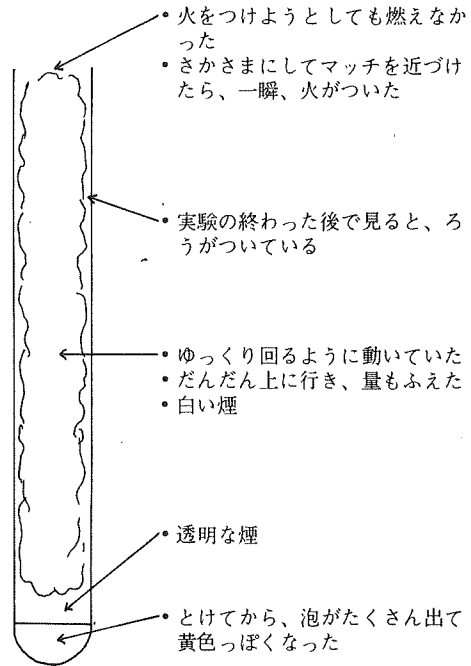 ・火をつけようとしても燃えなか
った
・さかさまにしてマッチを近づけ
たら、一瞬、火がついた
・実験の終わった後で見ると、ろ
うがついている
・ゆっくり回るように動いていた
・だんだん上に行き、量もふえた
・白い煙
・透明な煙
・とけてから、泡がたくさん出て
黄色っぽくなった